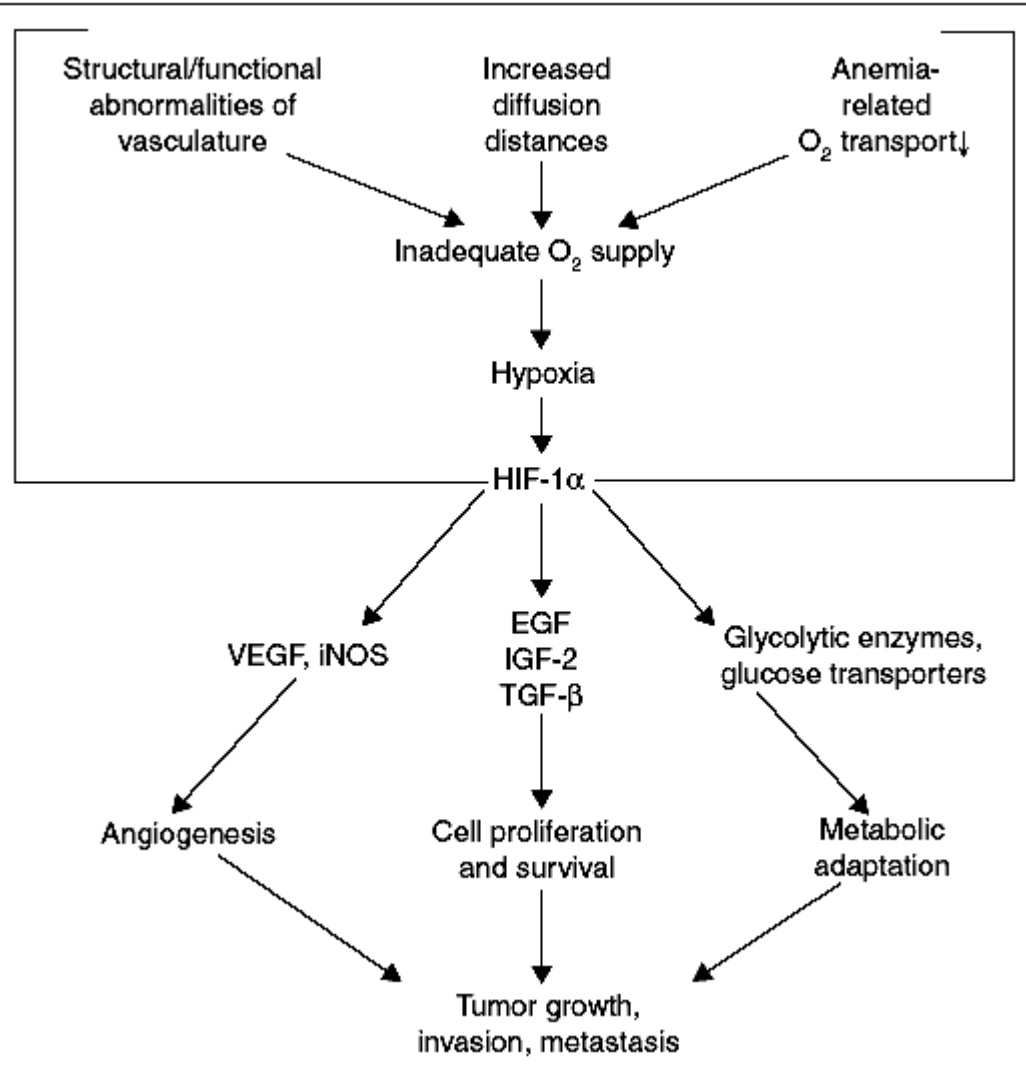 Structural/functional
abnormalities of
vasculature
Increased
diffusion
distances
Anemia-
related
O₂ transport↓
Inadequate O₂ supply
Hypoxia
HIF-1α
VEGF, iNOS
EGF
IGF-2
TGF-β
Glycolytic enzymes,
glucose transporters
Angiogenesis
Cell proliferation
and survival
Metabolic
adaptation
Tumor growth,
invasion, metastasis